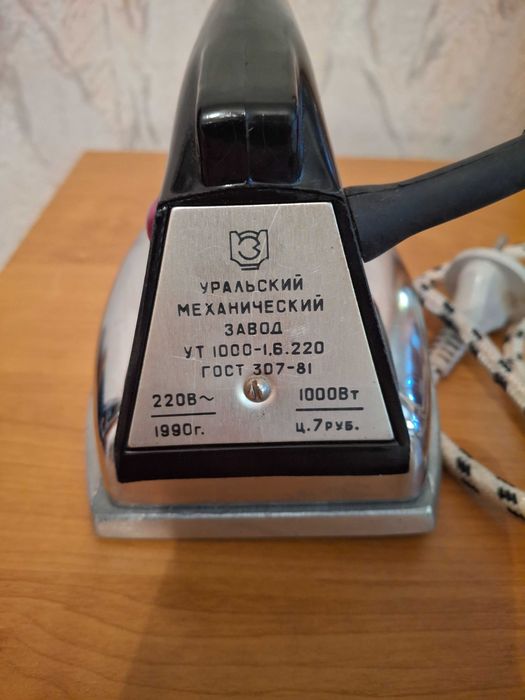 УРАЛЬСКИЙ
МЕХАНИЧЕСКИЙ
ЗАВОД
УТ 1000-1,6.220
ГОСТ 307-81
220В~ 1000Вт
1990г. Ц.7РУБ.